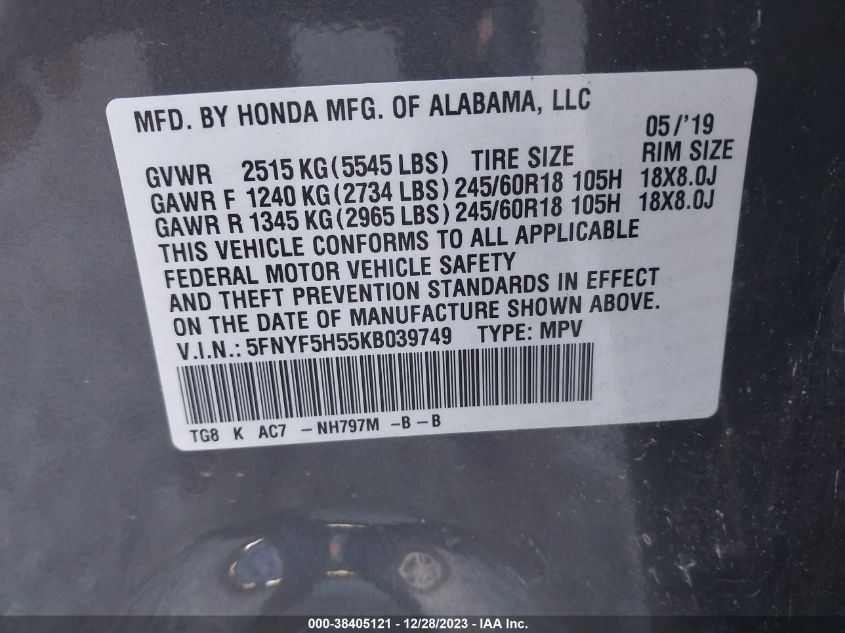 MFD. BY HONDA MFG. OF ALABAMA, LLC
05/'19
GVWR 2515 KG (5545 LBS) TIRE SIZE RIM SIZE
GAWR F 1240 KG (2734 LBS) 245/60R18 105H 18X8.0J
GAWR R 1345 KG (2965 LBS) 245/60R18 105H 18X8.0J
THIS VEHICLE CONFORMS TO ALL APPLICABLE
FEDERAL MOTOR VEHICLE SAFETY
AND THEFT PREVENTION STANDARDS IN EFFECT
ON THE DATE OF MANUFACTURE SHOWN ABOVE.
V.I.N.: 5FNYF5H55KB039749 TYPE: MPV
TG8 K AC7 -NH797M -B-B
000-38405121 - 12/28/2023 - IAA Inc.